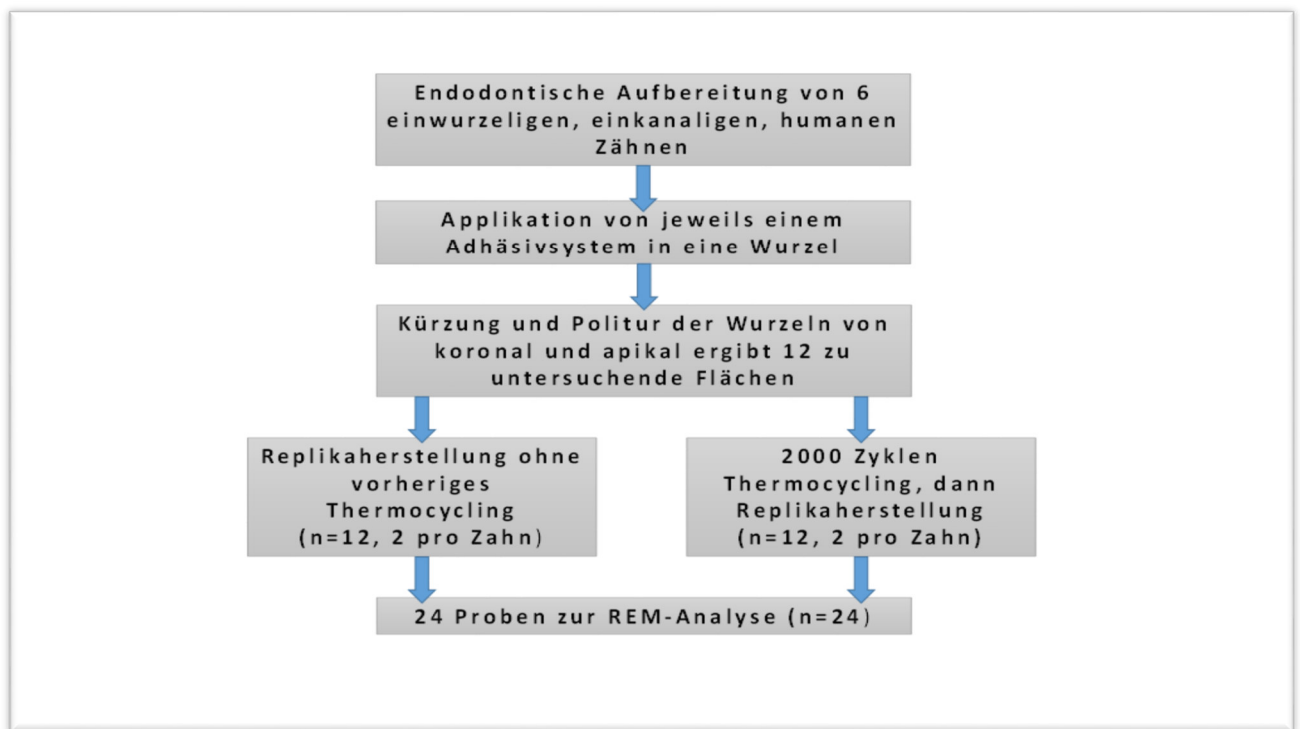 Endodontische Aufbereitung von 6
einwurzeligen, einkanaligen, humanen
Zähnen
Applikation von jeweils einem
Adhäsivsystem in eine Wurzel
Kürzung und Politur der Wurzeln von
koronal und apikal ergibt 12 zu
untersuchende Flächen
Replikaherstellung ohne
vorheriges
Thermocycling
(n=12, 2 pro Zahn)
2000 Zyklen
Thermocycling, dann
Replikaherstellung
(n=12, 2 pro Zahn)
24 Proben zur REM-Analyse (n=24)